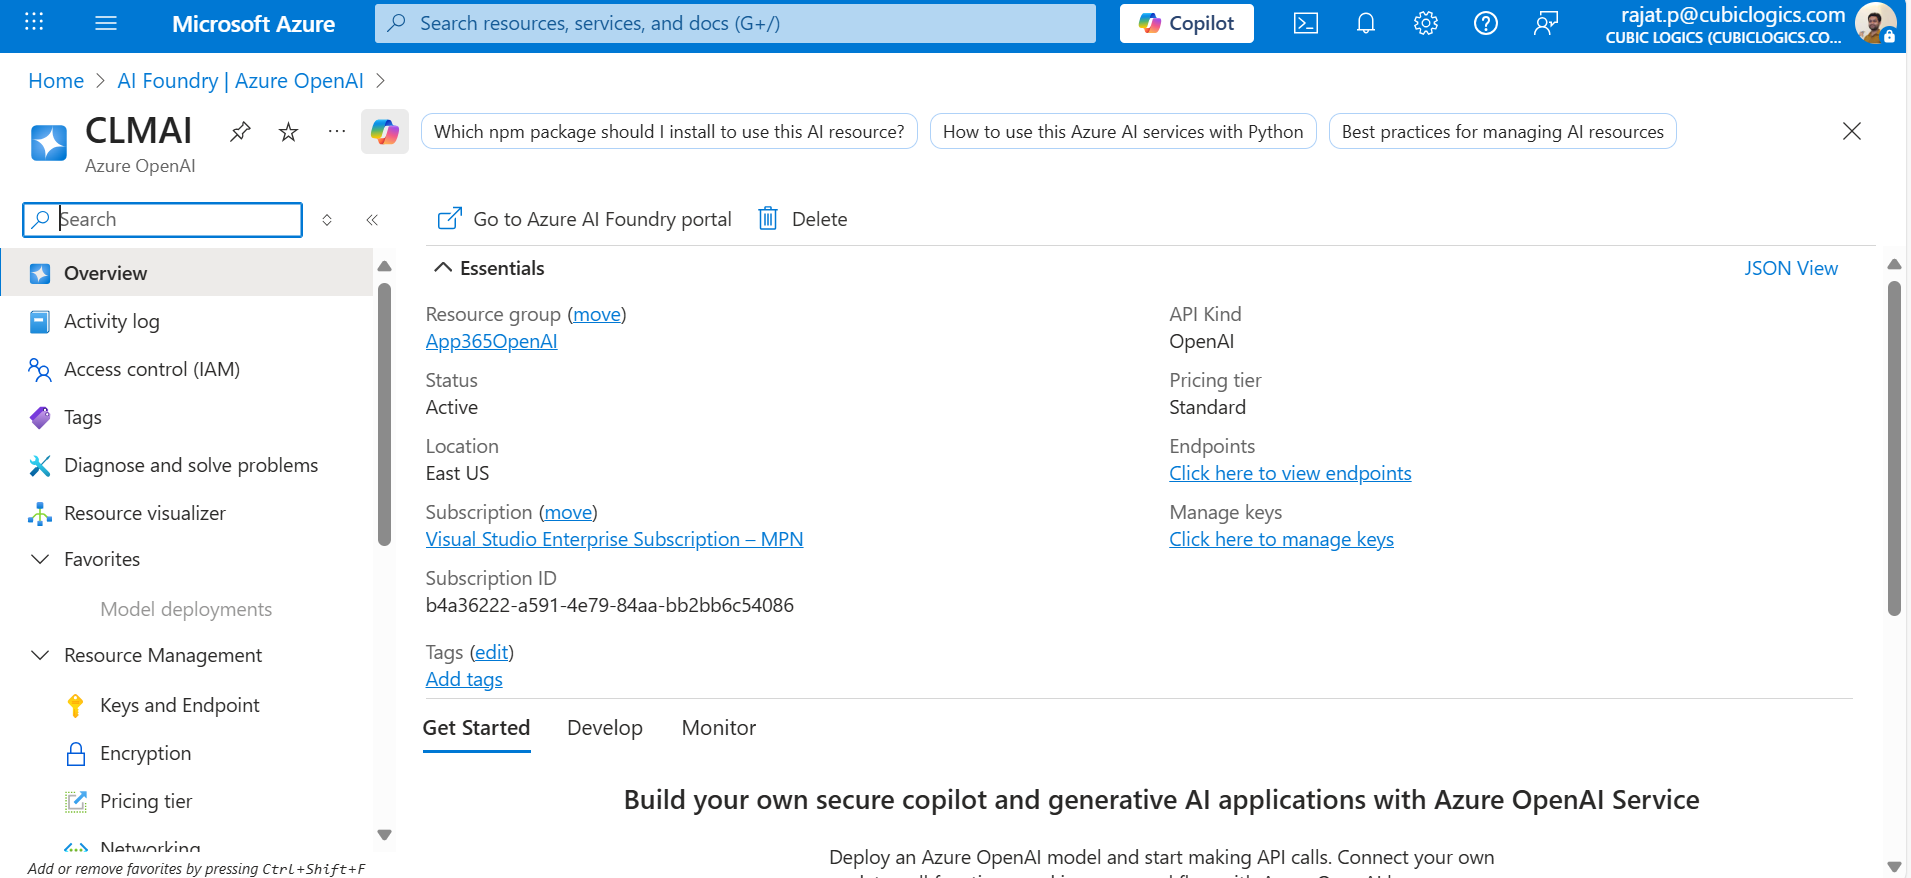 Microsoft Azure
Search resources, services, and docs (G+/)
Copilot
rajat.p@cubiclogics.com
CUBIC LOGICS (CUBICLOGICS.CO...
Home > AI Foundry | Azure OpenAI >
CLMAI
Azure OpenAI
Which npm package should I install to use this AI resource?
How to use this Azure AI services with Python
Best practices for managing AI resources
Search
Overview
Activity log
Access control (IAM)
Tags
Diagnose and solve problems
Resource visualizer
Favorites
Model deployments
Resource Management
Keys and Endpoint
Encryption
Pricing tier
Networking
Add or remove favorites by pressing Ctrl+Shift+F
Go to Azure AI Foundry portal
Delete
Essentials
JSON View
Resource group (move)
App365OpenAI
Status
Active
Location
East US
Subscription (move)
Visual Studio Enterprise Subscription – MPN
Subscription ID
b4a36222-a591-4e79-84aa-bb2bb6c54086
Tags (edit)
Add tags
API Kind
OpenAI
Pricing tier
Standard
Endpoints
Click here to view endpoints
Manage keys
Click here to manage keys
Get Started
Develop
Monitor
Build your own secure copilot and generative AI applications with Azure OpenAI Service
Deploy an Azure OpenAI model and start making API calls. Connect your own